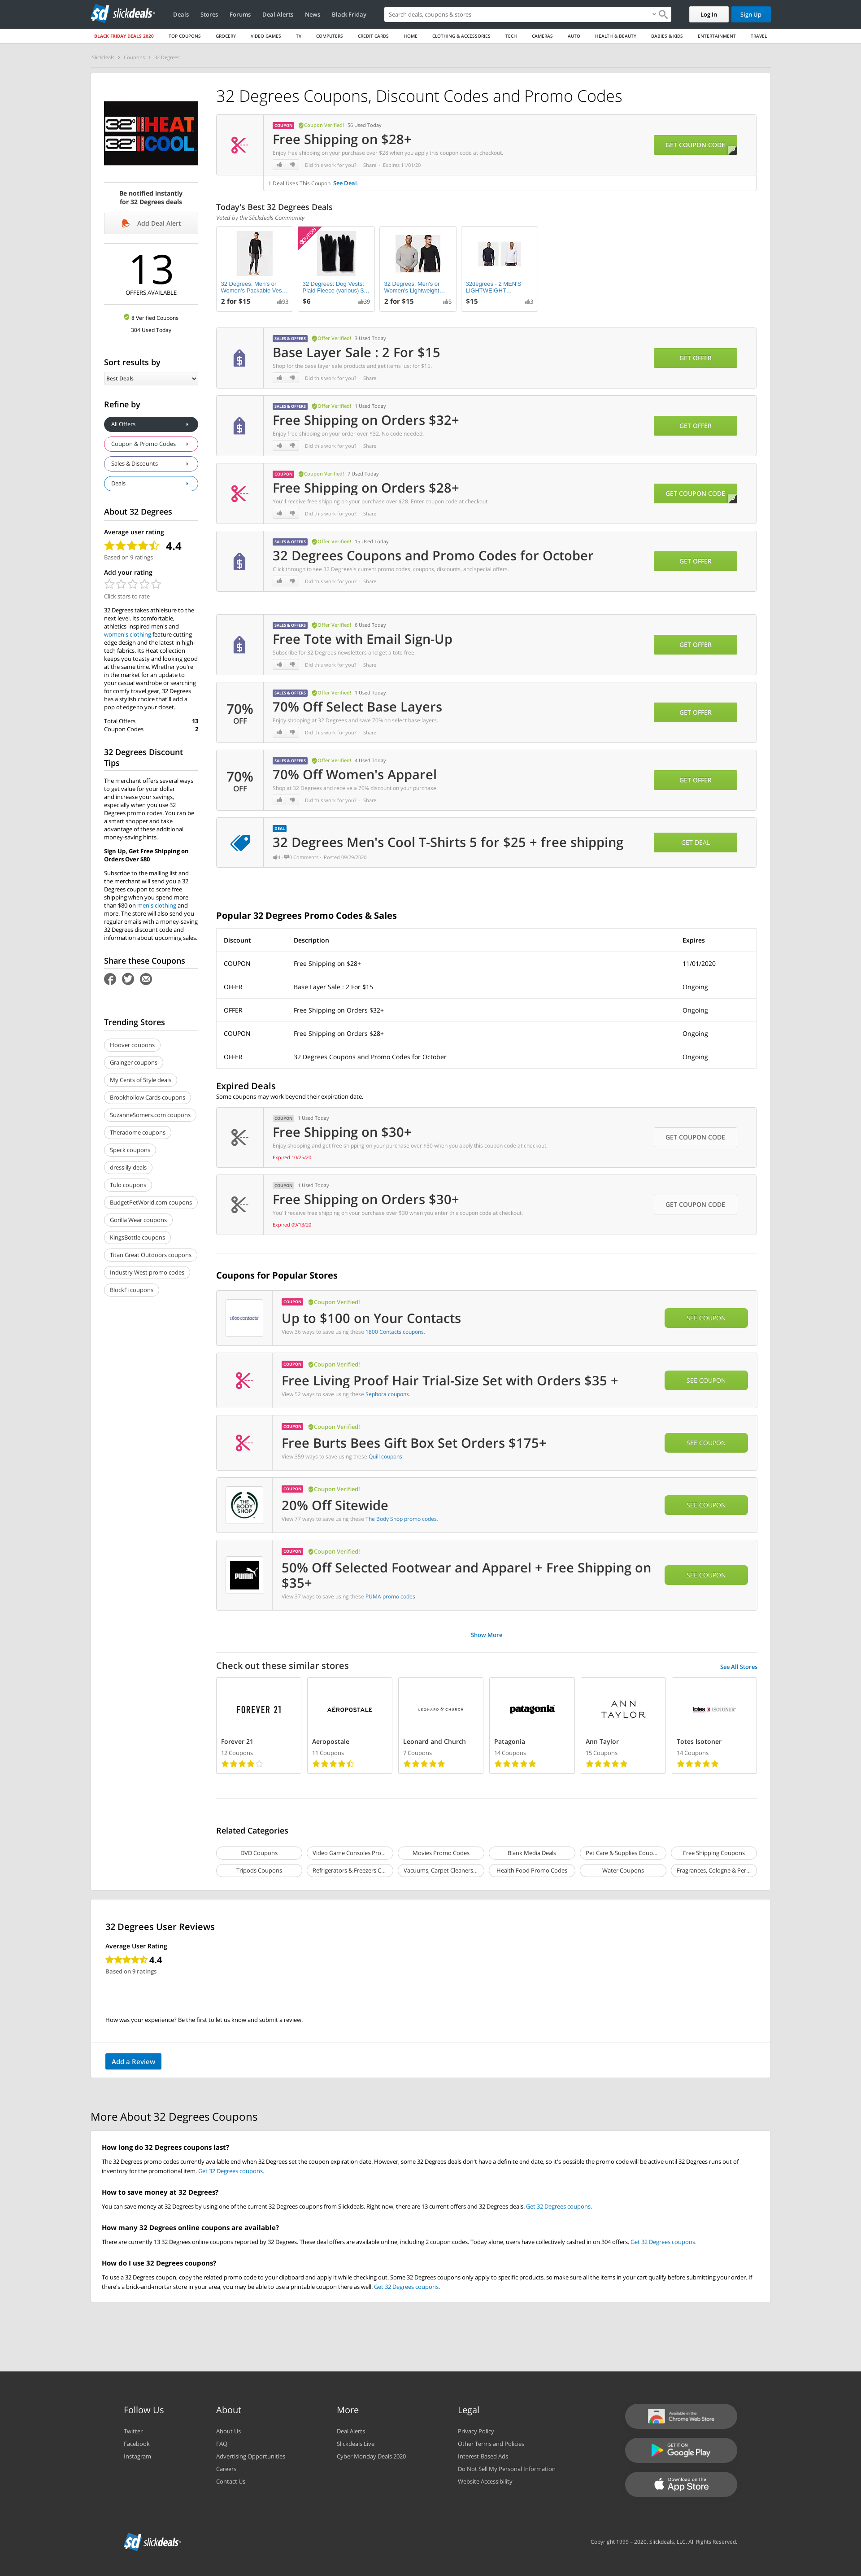 sd slickdeals
Deals Stores Forums Deal Alerts News Black Friday
Search deals, coupons & stores
Log In Sign Up
BLACK FRIDAY DEALS 2020 TOP COUPONS GROCERY VIDEO GAMES TV COMPUTERS CREDIT CARDS HOME CLOTHING & ACCESSORIES TECH CAMERAS AUTO HEALTH & BEAUTY BABIES & KIDS ENTERTAINMENT TRAVEL
Slickdeals Coupons 32 Degrees
32° HEAT
32° COOL
Be notified instantly
for 32 Degrees deals
Add Deal Alert
13
OFFERS AVAILABLE
8 Verified Coupons
304 Used Today
Sort results by
Best Deals
Refine by
All Offers
Coupon & Promo Codes
Sales & Discounts
Deals
About 32 Degrees
Average user rating
4.4
Based on 9 ratings
Add your rating
Click stars to rate
32 Degrees takes athleisure to the
next level. Its comfortable,
athletics-inspired men's and
women's clothing feature cutting-
edge design and the latest in high-
tech fabrics. Its Heat collection
keeps you toasty and looking good
at the same time. Whether you're
in the market for an update to
your casual wardrobe or searching
for comfy travel gear, 32 Degrees
has a stylish choice that'll add a
pop of edge to your closet.
Total Offers 13
Coupon Codes 2
32 Degrees Discount
Tips
The merchant offers several ways
to get value for your dollar
and increase your savings,
especially when you use 32
Degrees promo codes. You can be
a smart shopper and take
advantage of these additional
money-saving hints.
Sign Up, Get Free Shipping on
Orders Over $80
Subscribe to the mailing list and
the merchant will send you a 32
Degrees coupon to score free
shipping when you spend more
than $80 on men's clothing and
more. The store will also send you
regular emails with a money-saving
32 Degrees discount code and
information about upcoming sales.
Share these Coupons
Trending Stores
Hoover coupons
Grainger coupons
My Cents of Style deals
Brookhollow Cards coupons
SuzanneSomers.com coupons
Theradome coupons
Speck coupons
dresslily deals
Tulo coupons
BudgetPetWorld.com coupons
Gorilla Wear coupons
KingsBottle coupons
Titan Great Outdoors coupons
Industry West promo codes
BlockFi coupons
32 Degrees Coupons, Discount Codes and Promo Codes
COUPON Coupon Verified! 56 Used Today
Free Shipping on $28+
Enjoy free shipping on your purchase over $28 when you apply this coupon code at checkout.
Did this work for you? · Share · Expires 11/01/20
GET COUPON CODE
1 Deal Uses This Coupon: See Deal
Today's Best 32 Degrees Deals
Voted by the Slickdeals Community
32 Degrees: Men's or
Women's Packable Ves...
2 for $15 93
COUPON
32 Degrees: Dog Vests:
Plaid Fleece (various) $...
$6 39
32 Degrees: Men's or
Women's Lightweight...
2 for $15 5
32degrees - 2 MEN'S
LIGHTWEIGHT...
$15 3
SALES & OFFERS Offer Verified! 3 Used Today
Base Layer Sale : 2 For $15
Shop for the base layer sale products and get items just for $15.
Did this work for you? · Share
GET OFFER
SALES & OFFERS Offer Verified! 1 Used Today
Free Shipping on Orders $32+
Enjoy free shipping on your order over $32. No code needed.
Did this work for you? · Share
GET OFFER
COUPON Coupon Verified! 7 Used Today
Free Shipping on Orders $28+
You'll receive free shipping on your purchase over $28. Enter coupon code at checkout.
Did this work for you? · Share
GET COUPON CODE
SALES & OFFERS Offer Verified! 15 Used Today
32 Degrees Coupons and Promo Codes for October
Click through to see 32 Degrees's current promo codes, coupons, discounts, and special offers.
Did this work for you? · Share
GET OFFER
SALES & OFFERS Offer Verified! 6 Used Today
Free Tote with Email Sign-Up
Subscribe for 32 Degrees newsletters and get a tote free.
Did this work for you? · Share
GET OFFER
70%
OFF
SALES & OFFERS Offer Verified! 1 Used Today
70% Off Select Base Layers
Enjoy shopping at 32 Degrees and save 70% on select base layers.
Did this work for you? · Share
GET OFFER
70%
OFF
SALES & OFFERS Offer Verified! 4 Used Today
70% Off Women's Apparel
Shop at 32 Degrees and receive a 70% discount on your purchase.
Did this work for you? · Share
GET OFFER
DEAL
32 Degrees Men's Cool T-Shirts 5 for $25 + free shipping
Comments · Posted 09/29/2020
GET DEAL
Popular 32 Degrees Promo Codes & Sales
Discount Description Expires
COUPON Free Shipping on $28+ 11/01/2020
OFFER Base Layer Sale : 2 For $15 Ongoing
OFFER Free Shipping on Orders $32+ Ongoing
COUPON Free Shipping on Orders $28+ Ongoing
OFFER 32 Degrees Coupons and Promo Codes for October Ongoing
Expired Deals
Some coupons may work beyond their expiration date.
COUPON 1 Used Today
Free Shipping on $30+
Enjoy shopping and get free shipping on your purchase over $30 when you apply this coupon code at checkout.
Expired 10/25/20
GET COUPON CODE
COUPON 1 Used Today
Free Shipping on Orders $30+
You'll receive free shipping on your purchase over $30 when you enter this coupon code at checkout.
Expired 09/13/20
GET COUPON CODE
Coupons for Popular Stores
1800contacts
COUPON Coupon Verified!
Up to $100 on Your Contacts
View 36 ways to save using these 1800 Contacts coupons.
SEE COUPON
COUPON Coupon Verified!
Free Living Proof Hair Trial-Size Set with Orders $35 +
View 52 ways to save using these Sephora coupons.
SEE COUPON
COUPON Coupon Verified!
Free Burts Bees Gift Box Set Orders $175+
View 359 ways to save using these Quill coupons.
SEE COUPON
THE BODY SHOP
COUPON Coupon Verified!
20% Off Sitewide
View 77 ways to save using these The Body Shop promo codes.
SEE COUPON
PUMA
COUPON Coupon Verified!
50% Off Selected Footwear and Apparel + Free Shipping on
$35+
View 37 ways to save using these PUMA promo codes.
SEE COUPON
Show More
Check out these similar stores
See All Stores
FOREVER 21
Forever 21
12 Coupons
AÉROPOSTALE
Aeropostale
11 Coupons
LEONARD & CHURCH
Leonard and Church
7 Coupons
patagonia
Patagonia
14 Coupons
ANN
TAYLOR
Ann Taylor
15 Coupons
totes ISOTONER
Totes Isotoner
14 Coupons
Related Categories
DVD Coupons Video Game Consoles Pro... Movies Promo Codes Blank Media Deals Pet Care & Supplies Coup... Free Shipping Coupons
Tripods Coupons Refrigerators & Freezers C... Vacuums, Carpet Cleaners... Health Food Promo Codes Water Coupons Fragrances, Cologne & Per...
32 Degrees User Reviews
Average User Rating
4.4
Based on 9 ratings
How was your experience? Be the first to let us know and submit a review.
Add a Review
More About 32 Degrees Coupons
How long do 32 Degrees coupons last?
The 32 Degrees promo codes currently available end when 32 Degrees set the coupon expiration date. However, some 32 Degrees deals don't have a definite end date, so it's possible the promo code will be active until 32 Degrees runs out of
inventory for the promotional item. Get 32 Degrees coupons.
How to save money at 32 Degrees?
You can save money at 32 Degrees by using one of the current 32 Degrees coupons from Slickdeals. Right now, there are 13 current offers and 32 Degrees deals. Get 32 Degrees coupons.
How many 32 Degrees online coupons are available?
There are currently 13 32 Degrees online coupons reported by 32 Degrees. These deal offers are available online, including 2 coupon codes. Today alone, users have collectively cashed in on 304 offers. Get 32 Degrees coupons.
How do I use 32 Degrees coupons?
To use a 32 Degrees coupon, copy the related promo code to your clipboard and apply it while checking out. Some 32 Degrees coupons only apply to specific products, so make sure all the items in your cart qualify before submitting your order. If
there's a brick-and-mortar store in your area, you may be able to use a printable coupon there as well. Get 32 Degrees coupons.
Follow Us
Twitter
Facebook
Instagram
About
About Us
FAQ
Advertising Opportunities
Careers
Contact Us
More
Deal Alerts
Slickdeals Live
Cyber Monday Deals 2020
Legal
Privacy Policy
Other Terms and Policies
Interest-Based Ads
Do Not Sell My Personal Information
Website Accessibility
Available in the
Chrome Web Store
GET IT ON
Google Play
Download on the
App Store
sd slickdeals
Copyright 1999 – 2020. Slickdeals, LLC. All Rights Reserved.